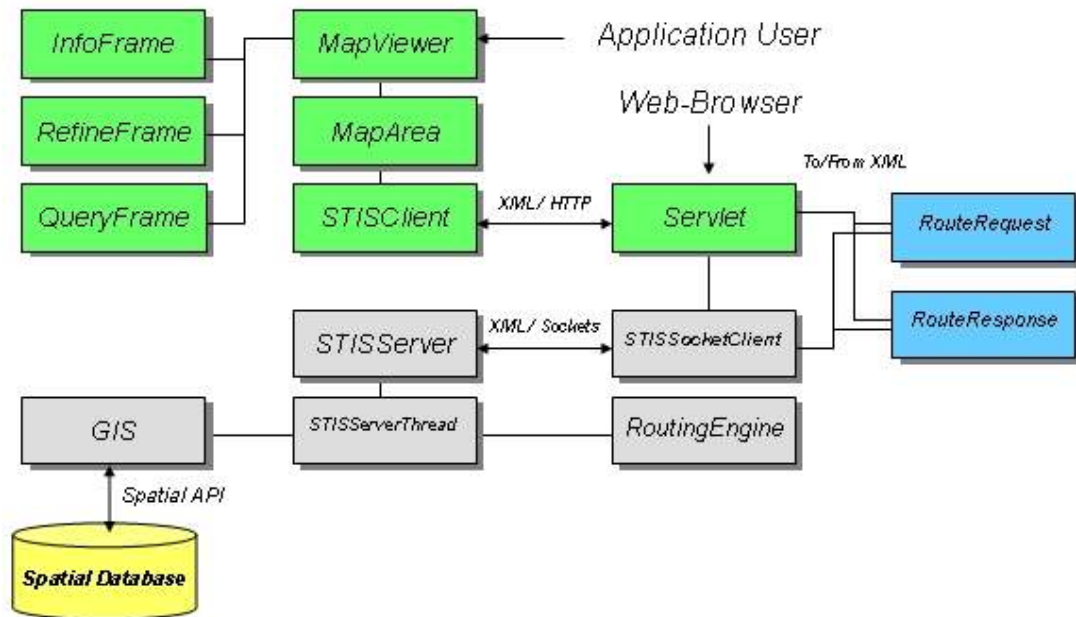 InfoFrame
MapViewer
Application User
RefineFrame
MapArea
Web-Browser
To/From XML
QueryFrame
STISClient
XML/ HTTP
Servlet
RouteRequest
STISServer
XML/ Sockets
STISSocketClient
RouteResponse
GIS
STISServerThread
RoutingEngine
Spatial API
Spatial Database